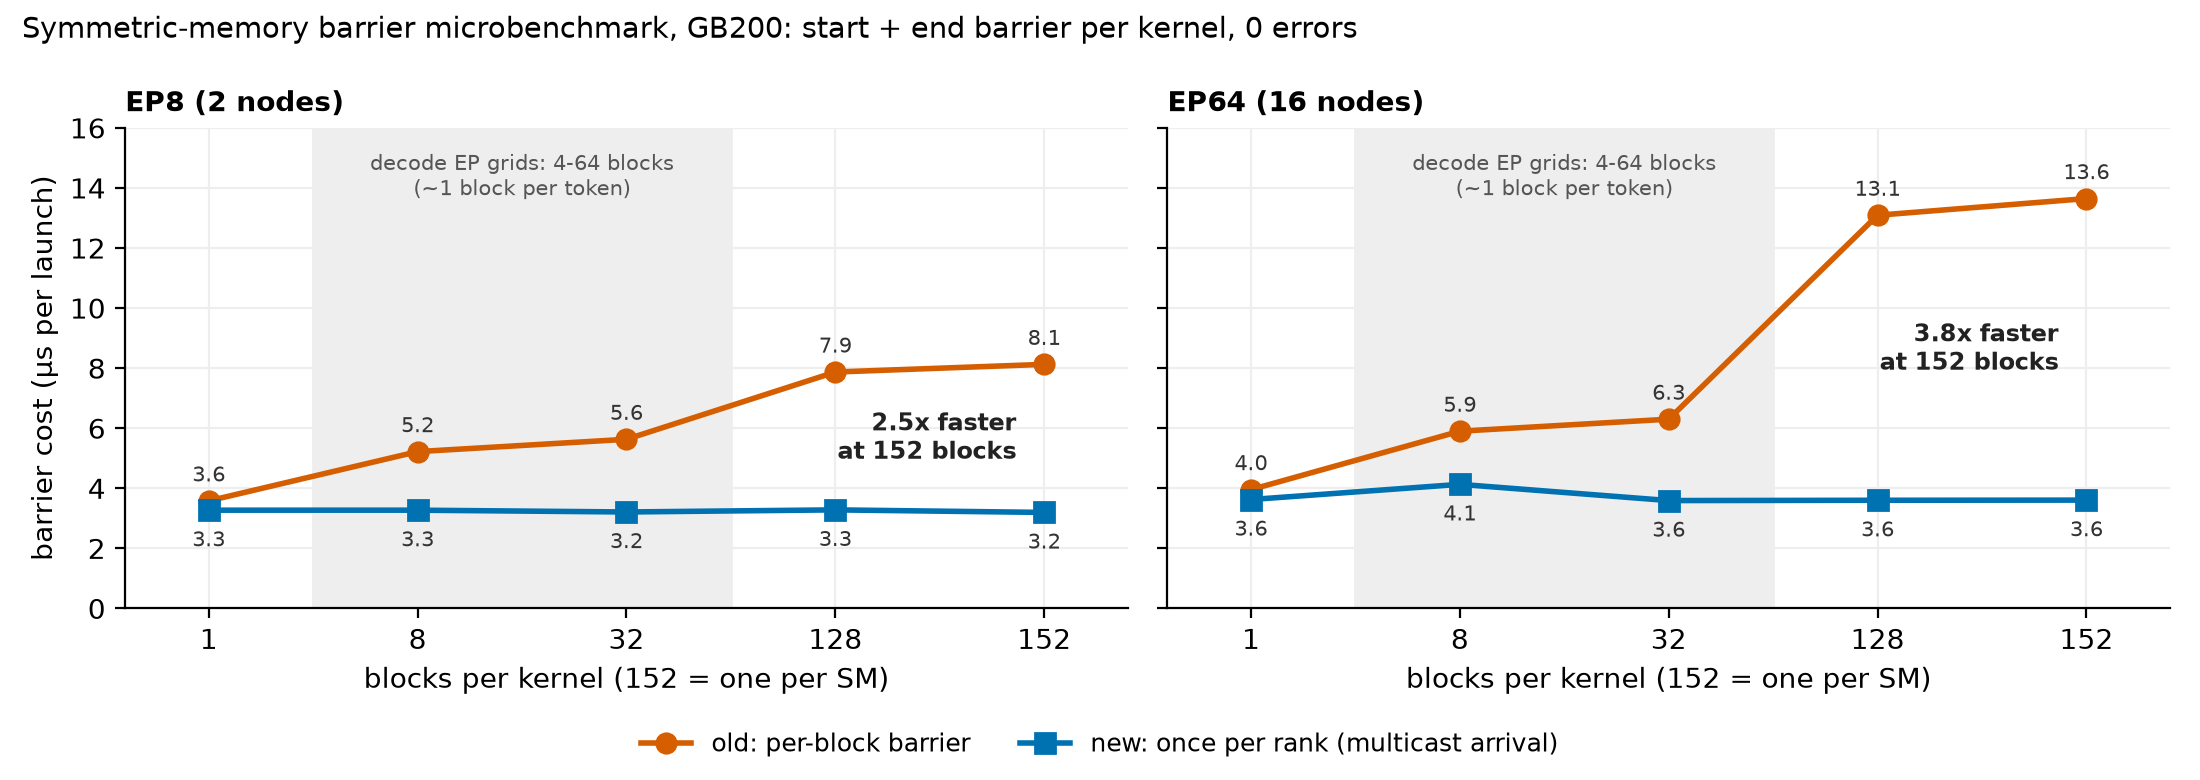 Symmetric-memory barrier microbenchmark, GB200: start + end barrier per kernel, 0 errors
EP8 (2 nodes)
barrier cost (µs per launch)
16
14
12
10
8
6
4
2
0
decode EP grids: 4-64 blocks
(~1 block per token)
3.6
5.2
5.6
7.9
8.1
2.5x faster
at 152 blocks
3.3
3.3
3.2
3.3
3.2
1
8
32
128
152
blocks per kernel (152 = one per SM)
EP64 (16 nodes)
decode EP grids: 4-64 blocks
(~1 block per token)
4.0
5.9
6.3
13.1
13.6
3.8x faster
at 152 blocks
3.6
4.1
3.6
3.6
3.6
1
8
32
128
152
blocks per kernel (152 = one per SM)
old: per-block barrier
new: once per rank (multicast arrival)